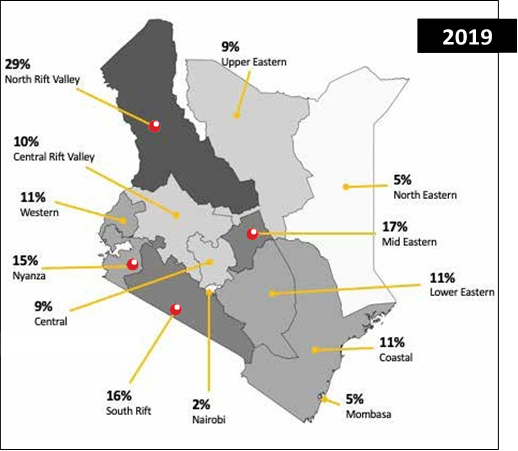 2019
9%
Upper Eastern
29%
North Rift Valley
10%
Central Rift Valley
5%
North Eastern
11%
Western
17%
Mid Eastern
15%
Nyanza
11%
Lower Eastern
9%
Central
11%
Coastal
16%
South Rift
2%
Nairobi
5%
Mombasa